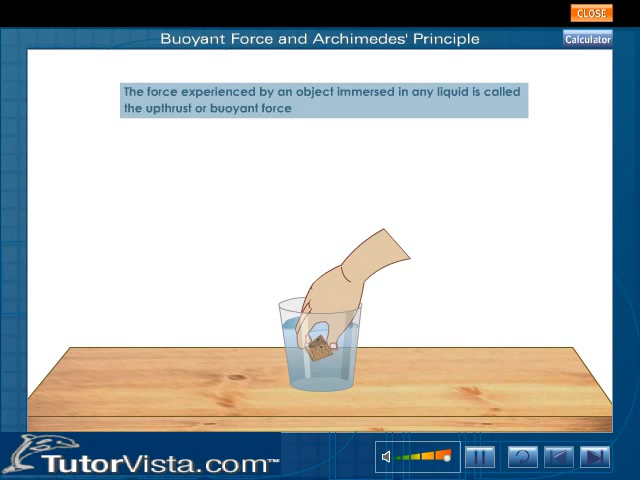 CLOSE
Buoyant Force and Archimedes' Principle
Calculator
The force experienced by an object immersed in any liquid is called
the upthrust or buoyant force
TutorVista.com™